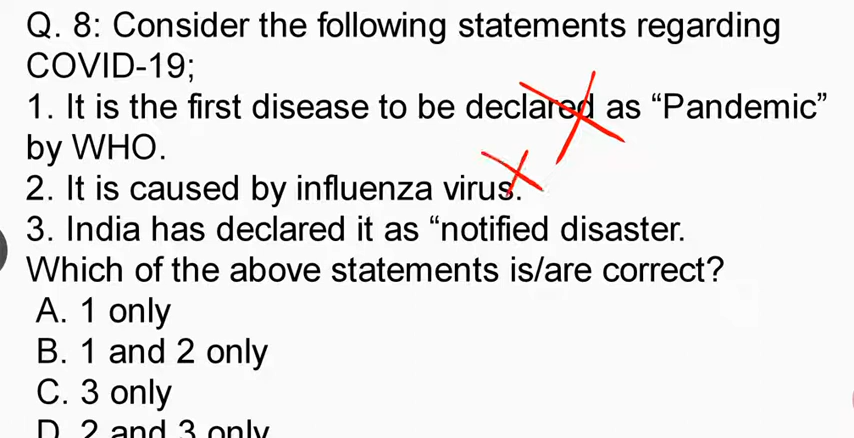 Q. 8: Consider the following statements regarding
COVID-19;
1. It is the first disease to be declared as “Pandemic”
by WHO.
2. It is caused by influenza virus.
3. India has declared it as “notified disaster.
Which of the above statements is/are correct?
A. 1 only
B. 1 and 2 only
C. 3 only
D. 2 and 3 only